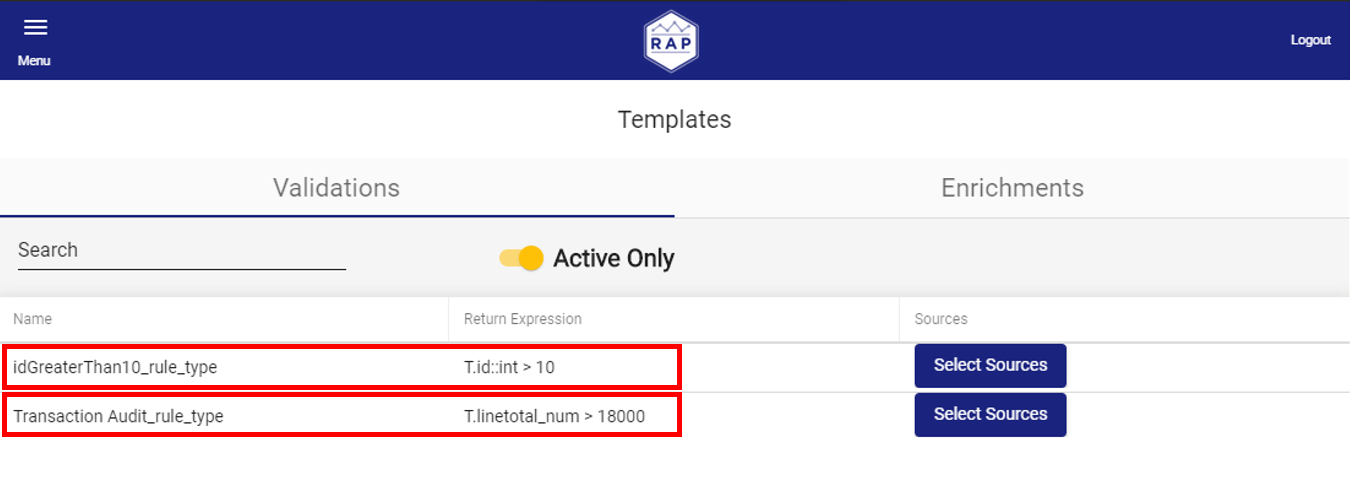 RAP
Menu
Logout
Templates
Validations Enrichments
Search Active Only
Name Return Expression Sources
idGreaterThan10_rule_type T.id::int > 10 Select Sources
Transaction Audit_rule_type T.linetotal_num > 18000 Select Sources